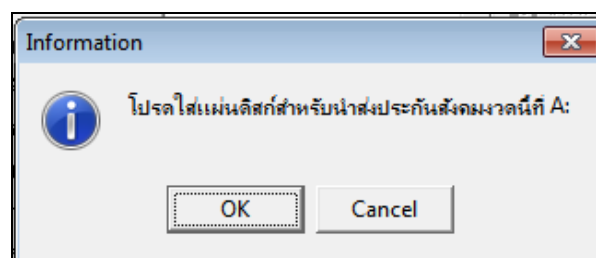 Information
โปรดใส่แผ่นดิสก์สำหรับนำส่งประกันสังคมงวดนี้ที่ A:
OK
Cancel